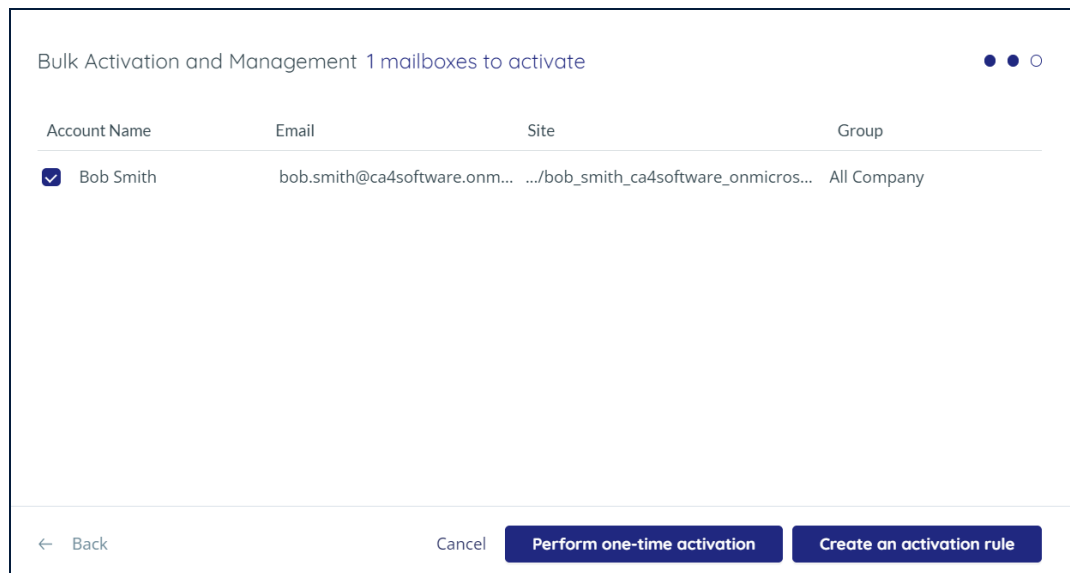 Bulk Activation and Management 1 mailboxes to activate
Account Name Email Site Group
Bob Smith bob.smith@ca4software.onm... .../bob_smith_ca4software_onmicros... All Company
← Back Cancel Perform one-time activation Create an activation rule